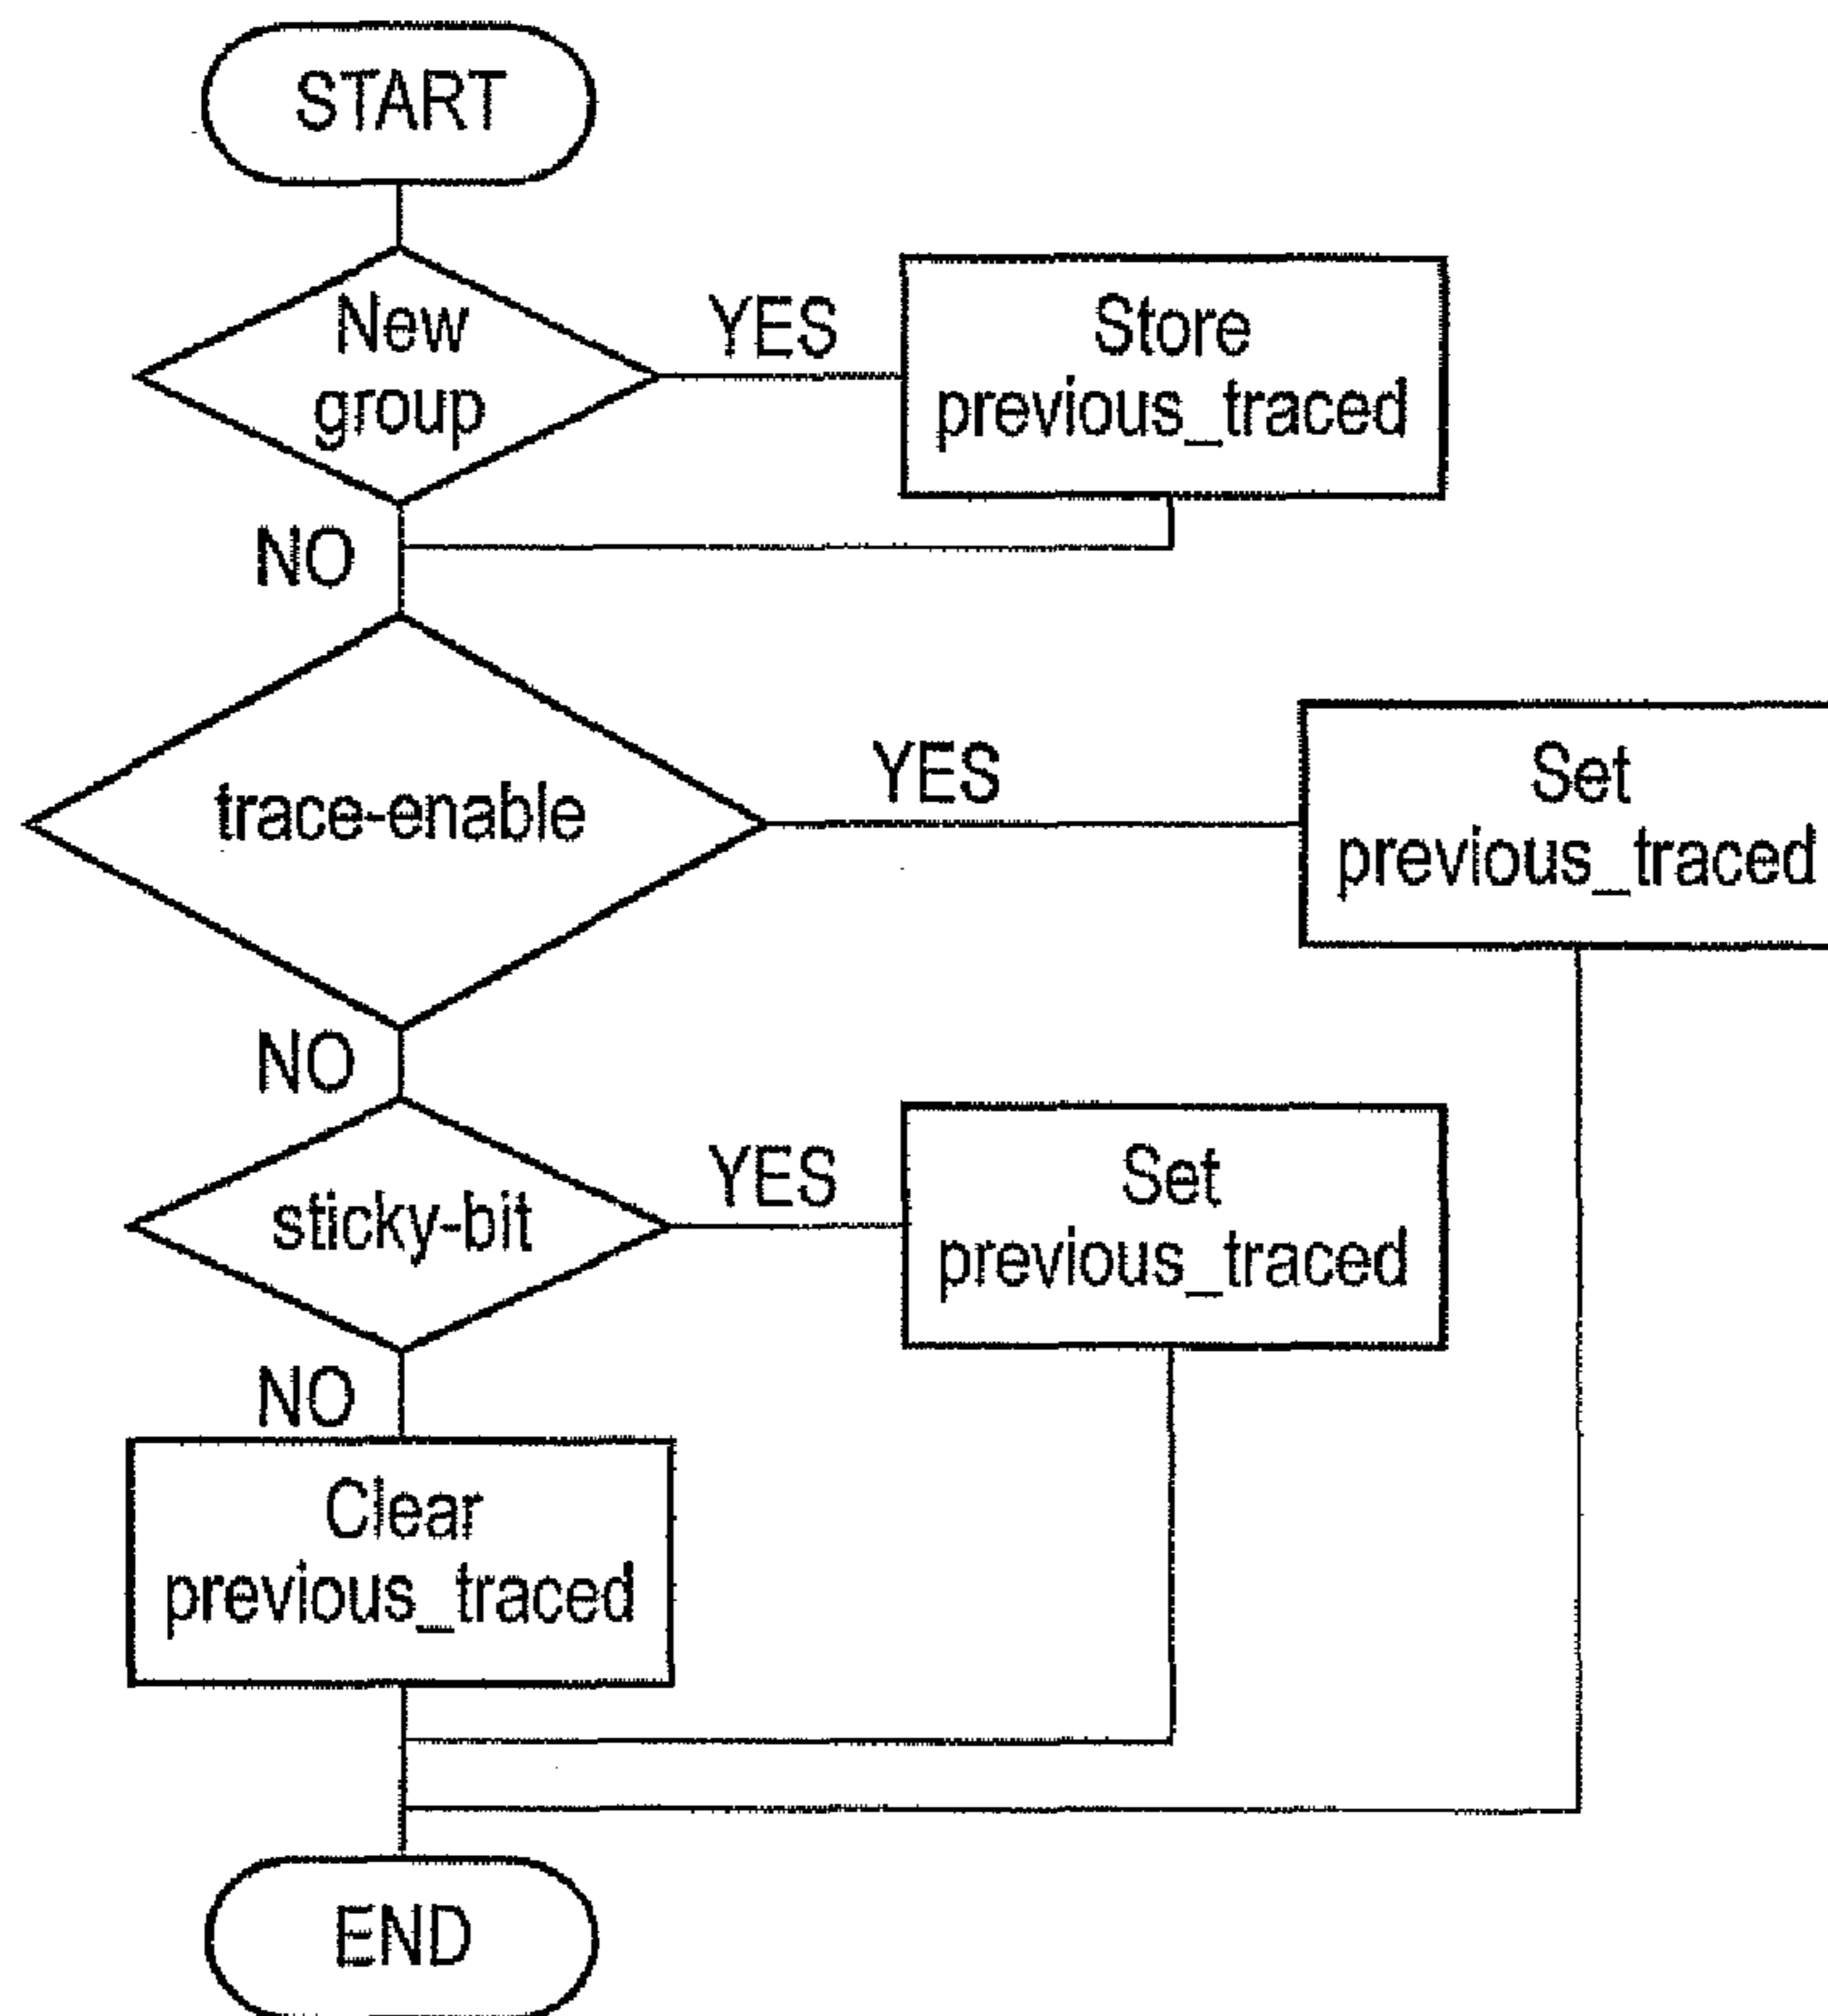 START
New
group
YES
Store
previous_traced
NO
trace-enable
YES
Set
previous_traced
NO
sticky-bit
YES
Set
previous_traced
NO
Clear
previous_traced
END